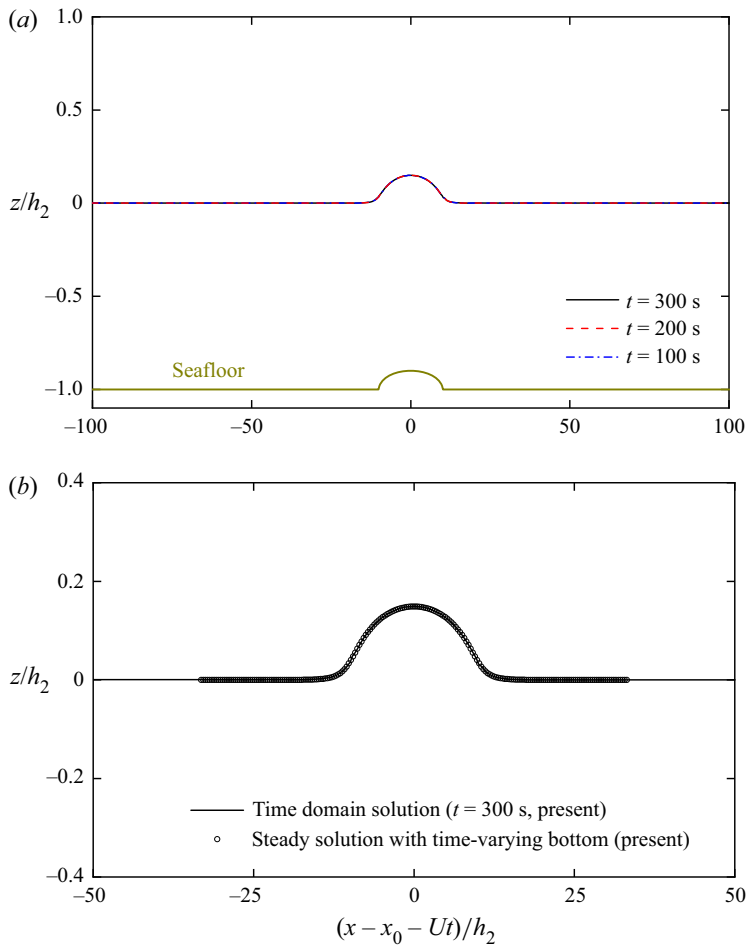 (a)
1.0
0.5
z/h₂
0
–0.5
t = 300 s
t = 200 s
t = 100 s
Seafloor
–1.0
–100 –50 0 50 100
(b)
0.4
0.2
z/h₂
0
–0.2
Time domain solution (t = 300 s, present)
Steady solution with time-varying bottom (present)
–0.4
–50 –25 0 25 50
(x – x₀ – Ut)/h₂